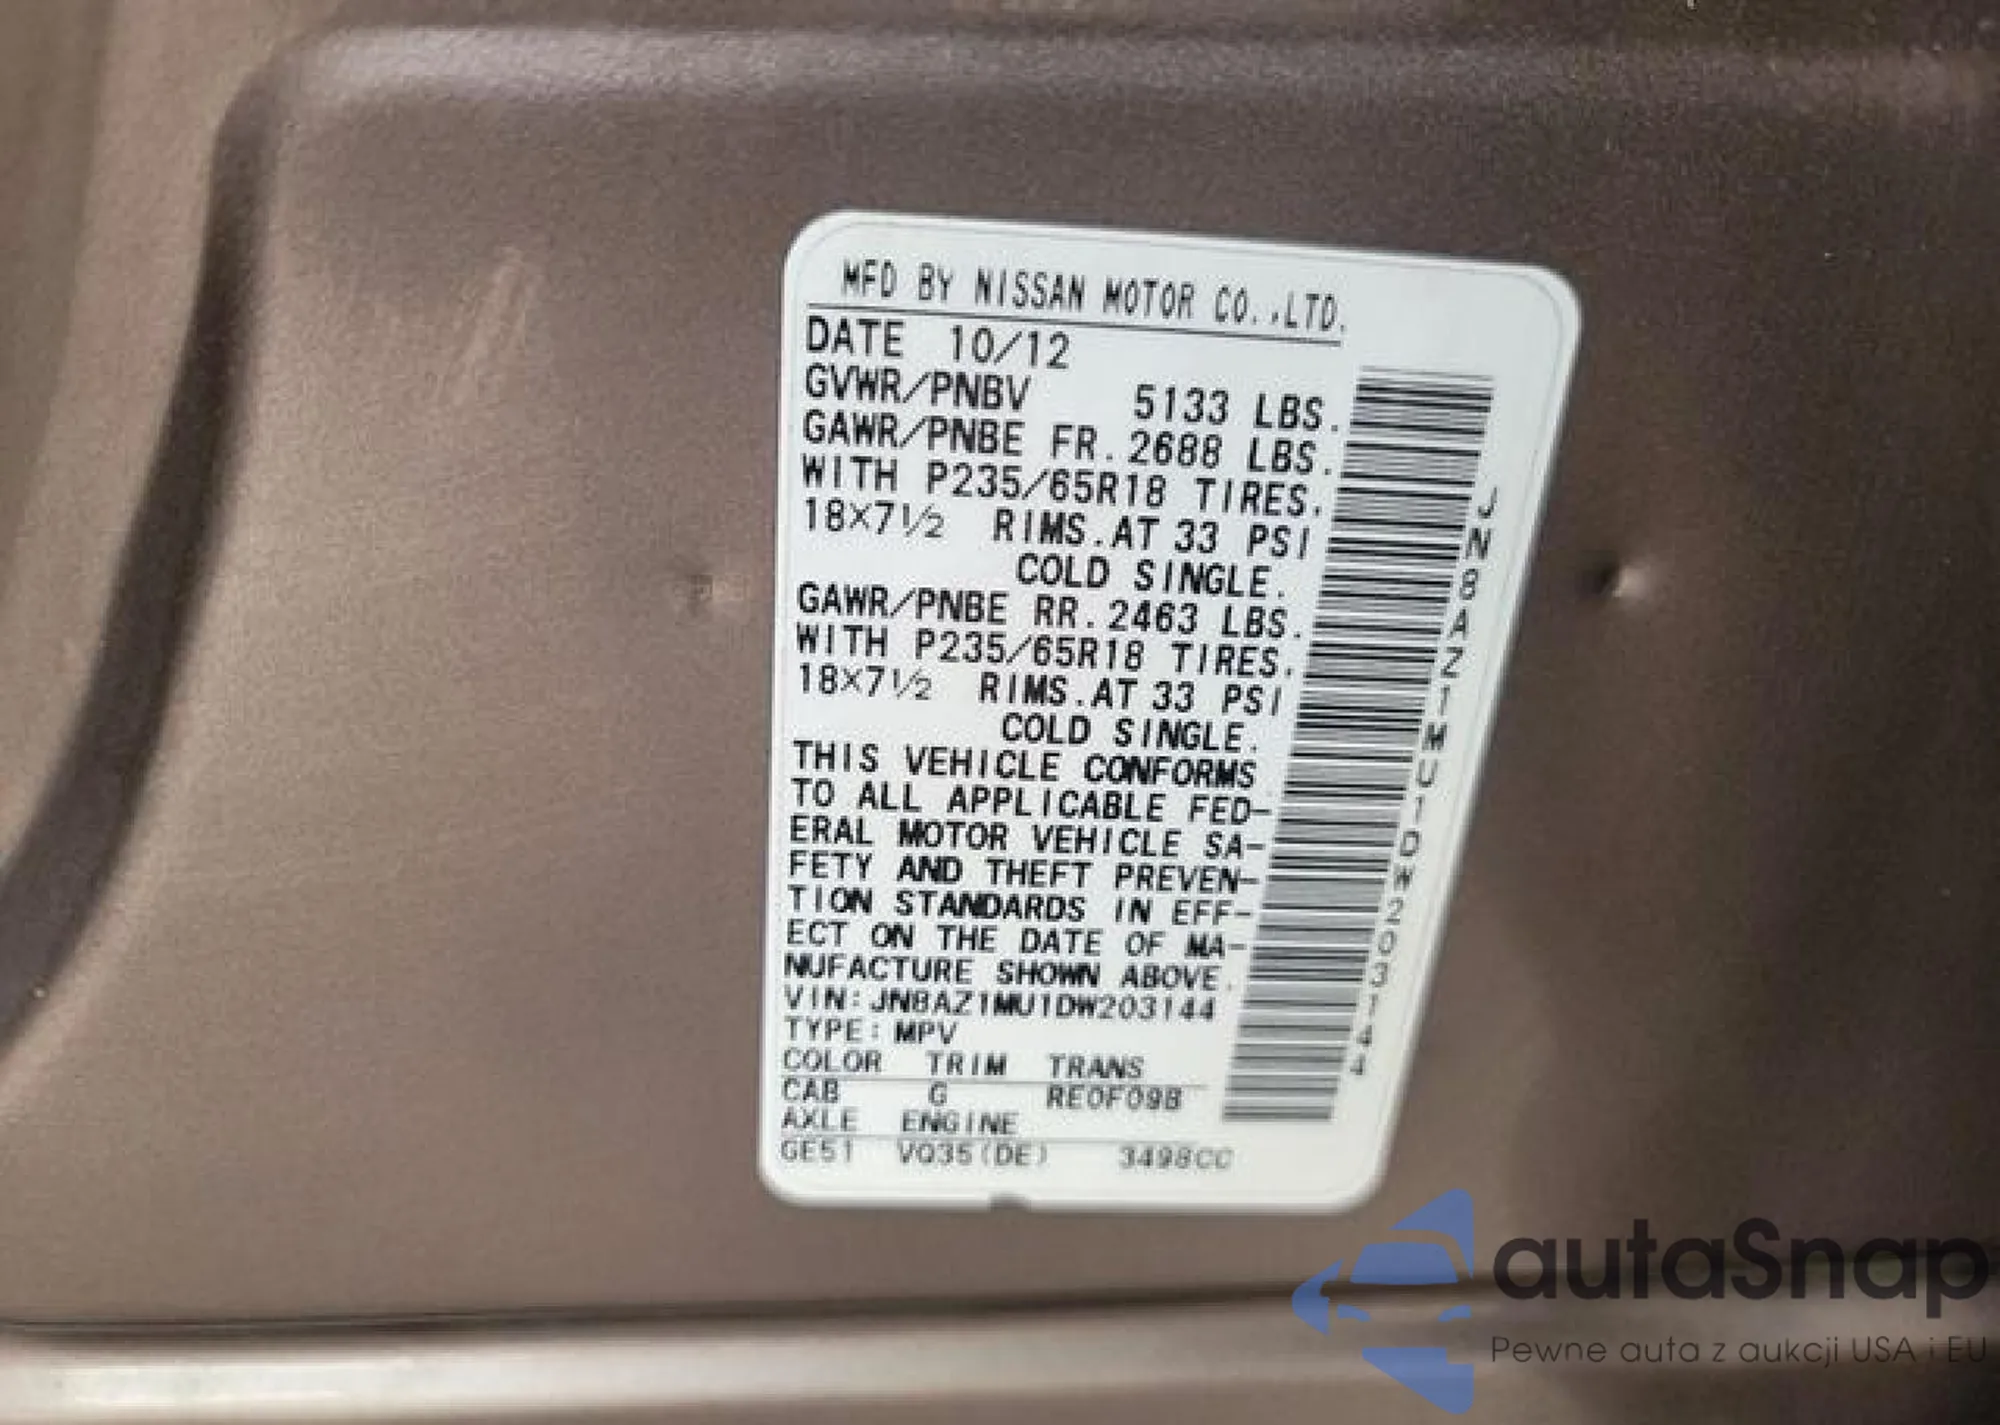 MFD BY NISSAN MOTOR CO.,LTD.
DATE 10/12
GVWR/PNBV 5133 LBS.
GAWR/PNBE FR. 2688 LBS.
WITH P235/65R18 TIRES.
18×7½ RIMS.AT 33 PSI
COLD SINGLE.
GAWR/PNBE RR. 2463 LBS.
WITH P235/65R18 TIRES.
18×7½ RIMS.AT 33 PSI
COLD SINGLE.
THIS VEHICLE CONFORMS
TO ALL APPLICABLE FED-
ERAL MOTOR VEHICLE SA-
FETY AND THEFT PREVEN-
TION STANDARDS IN EFF-
ECT ON THE DATE OF MA-
NUFACTURE SHOWN ABOVE.
VIN: JN8AZ1MU1DW203144
TYPE: MPV
COLOR TRIM TRANS
CAB G RE0F09B
AXLE ENGINE
GE51 VQ35(DE) 3498CC
JN8AZ1MU1DW203144
autaSnap
Pewne auta z aukcji USA i EU